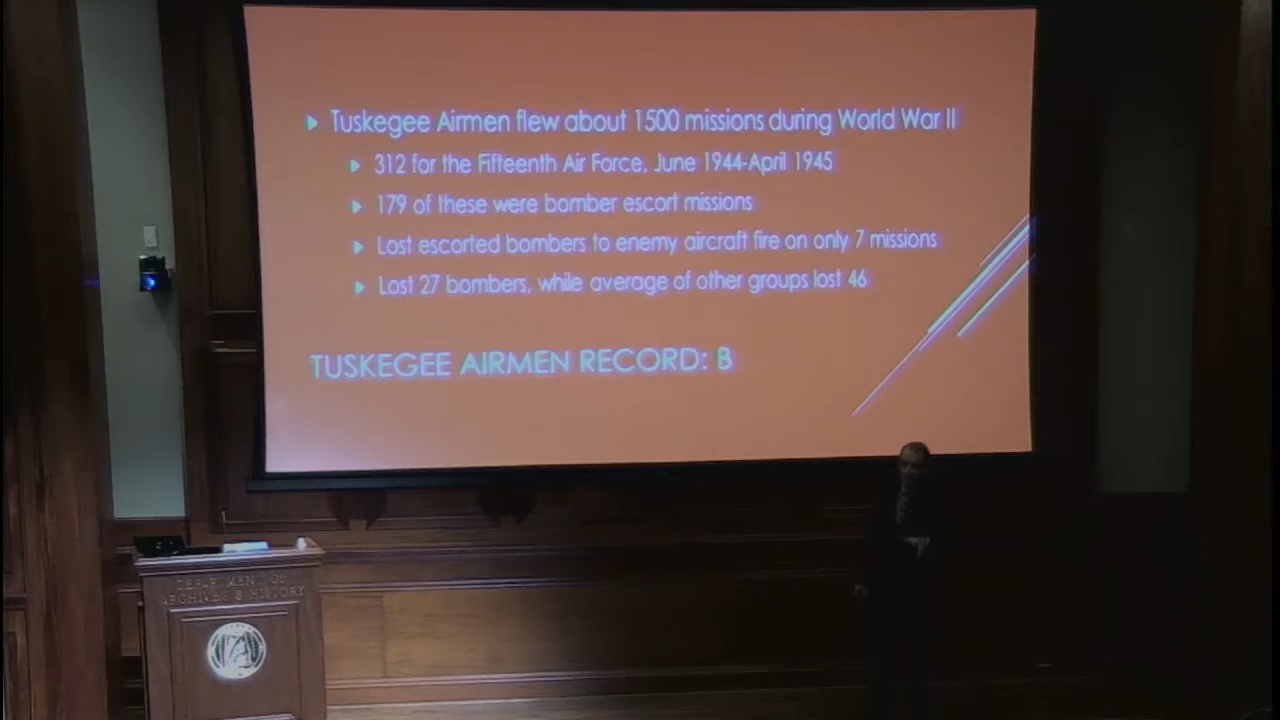 Tuskegee Airmen flew about 1500 missions during World War II
312 for the Fifteenth Air Force, June 1944-April 1945
179 of these were bomber escort missions
Lost escorted bombers to enemy aircraft fire on only 7 missions
Lost 27 bombers, while average of other groups lost 46
TUSKEGEE AIRMEN RECORD: B
DEPARTMENT OF
ARCHIVES & HISTORY